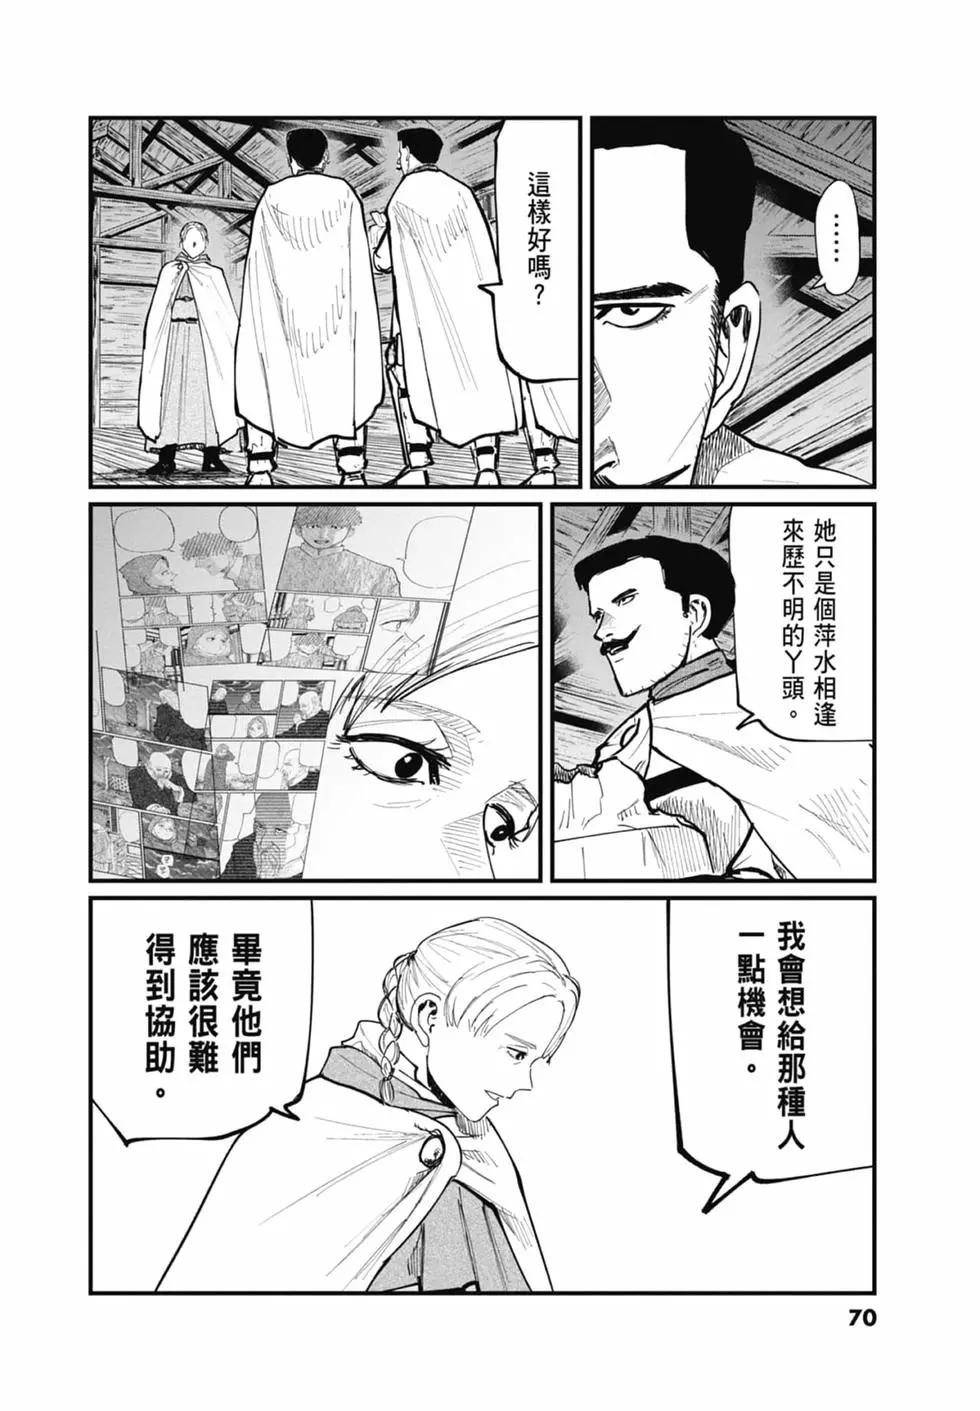 ……
這樣好嗎？
她只是個萍水相逢
來歷不明的丫頭。
我會想給那種人
一點機會。
畢竟他們
應該很難
得到協助。
70